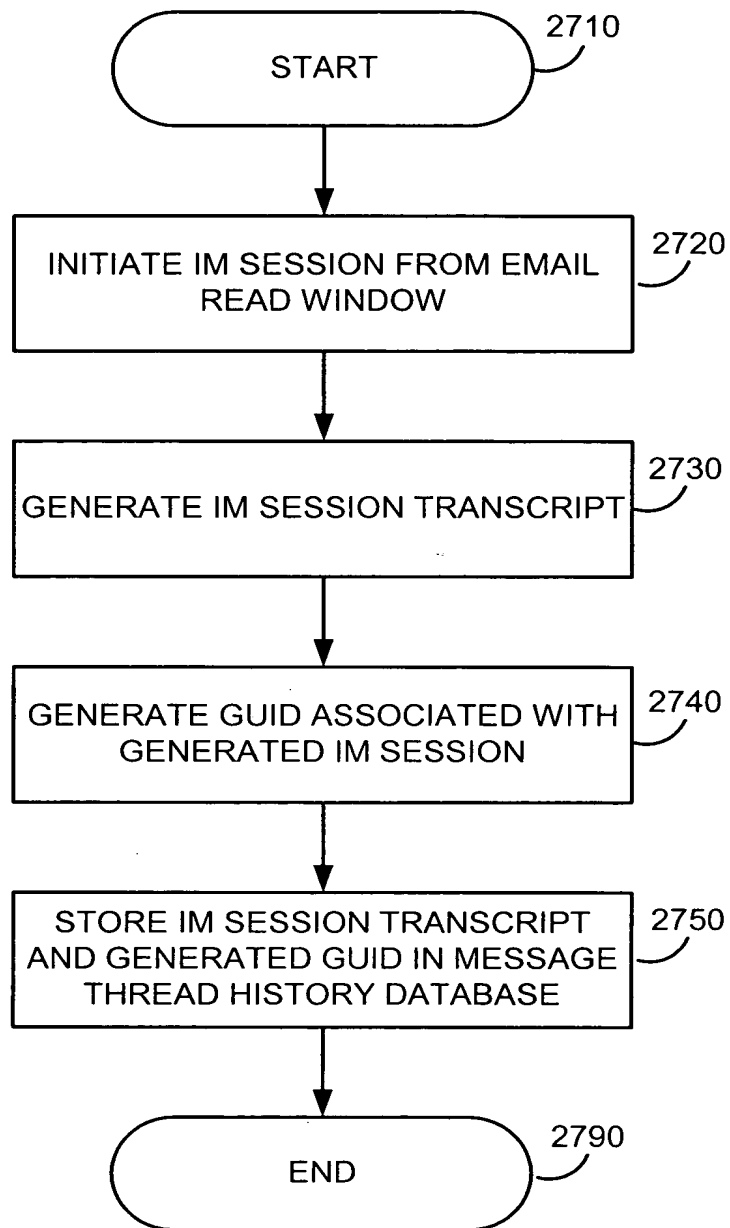 2710
START
2720
INITIATE IM SESSION FROM EMAIL
READ WINDOW
2730
GENERATE IM SESSION TRANSCRIPT
2740
GENERATE GUID ASSOCIATED WITH
GENERATED IM SESSION
2750
STORE IM SESSION TRANSCRIPT
AND GENERATED GUID IN MESSAGE
THREAD HISTORY DATABASE
2790
END